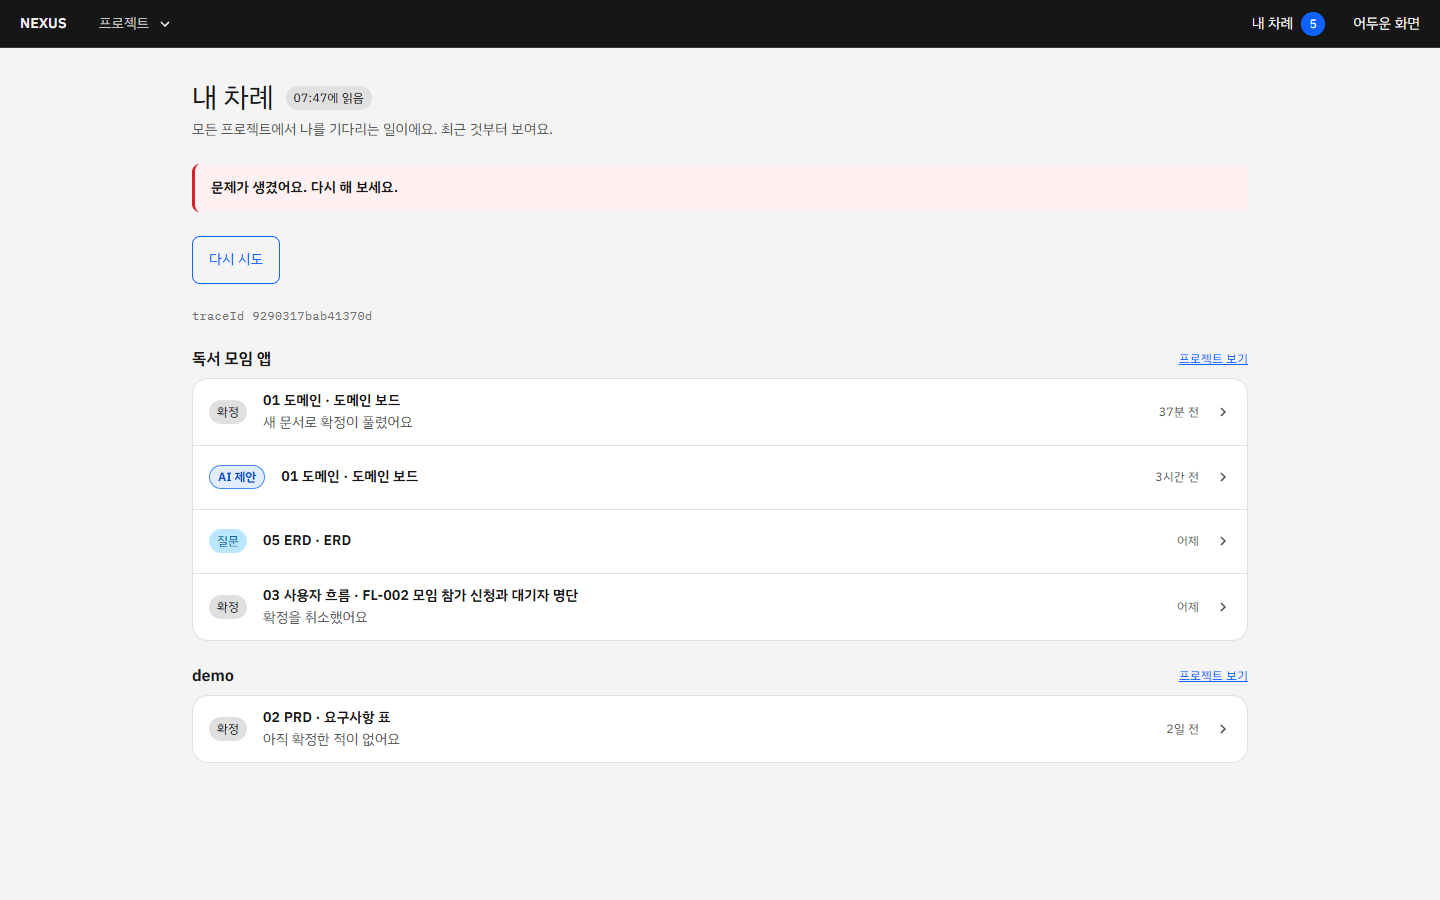 NEXUS 프로젝트 내 차례 5 어두운 화면
내 차례 07:47에 읽음
모든 프로젝트에서 나를 기다리는 일이에요. 최근 것부터 보여요.
문제가 생겼어요. 다시 해 보세요.
다시 시도
traceId 9290317bab41370d
독서 모임 앱 프로젝트 보기
확정 01 도메인 · 도메인 보드 37분 전
새 문서로 확정이 풀렸어요
AI 제안 01 도메인 · 도메인 보드 3시간 전
질문 05 ERD · ERD 어제
확정 03 사용자 흐름 · FL-002 모임 참가 신청과 대기자 명단 어제
확정을 취소했어요
demo 프로젝트 보기
확정 02 PRD · 요구사항 표 2일 전
아직 확정한 적이 없어요